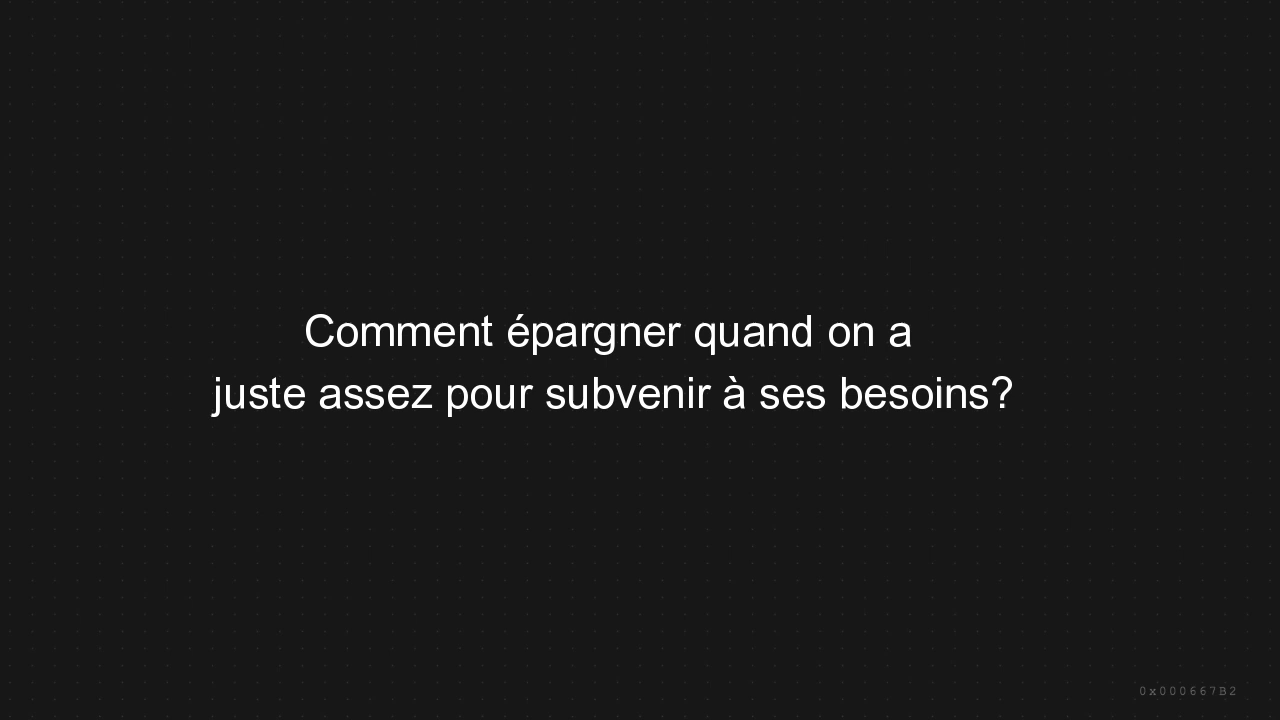 Comment épargner quand on a
juste assez pour subvenir à ses besoins?
0x000667B2